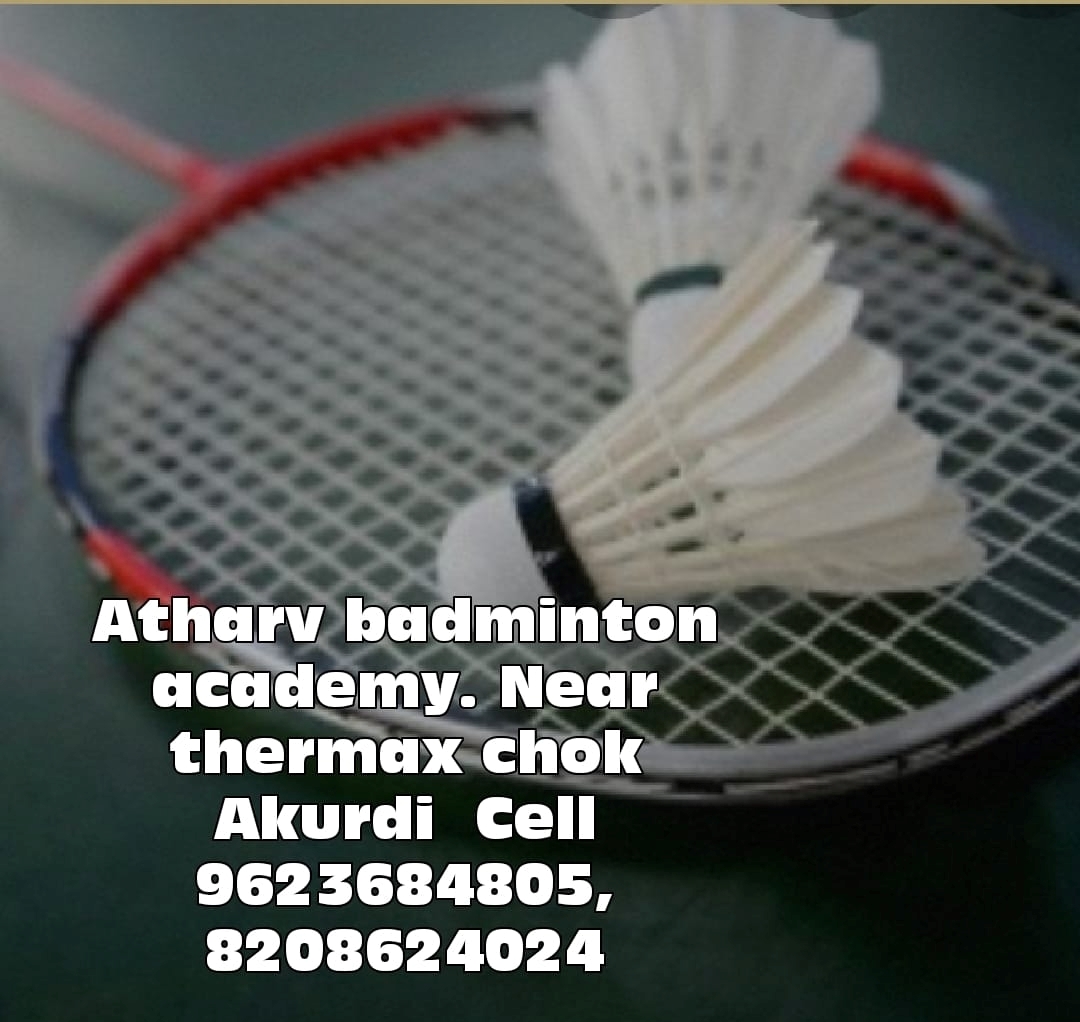 Atharv badminton
academy. Near
thermax chok
Akurdi  Cell
9623684805,
8208624024